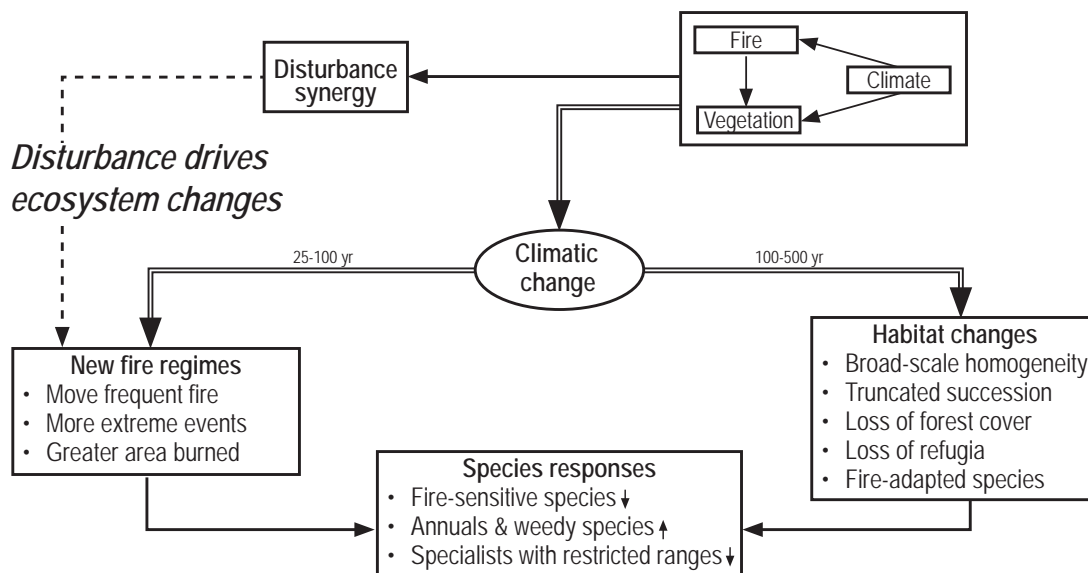 Fire
Climate
Vegetation
Disturbance
synergy
Disturbance drives
ecosystem changes
Climatic
change
25-100 yr
100-500 yr
New fire regimes
• Move frequent fire
• More extreme events
• Greater area burned
Habitat changes
• Broad-scale homogeneity
• Truncated succession
• Loss of forest cover
• Loss of refugia
• Fire-adapted species
Species responses
• Fire-sensitive species ↓
• Annuals & weedy species ↑
• Specialists with restricted ranges ↓